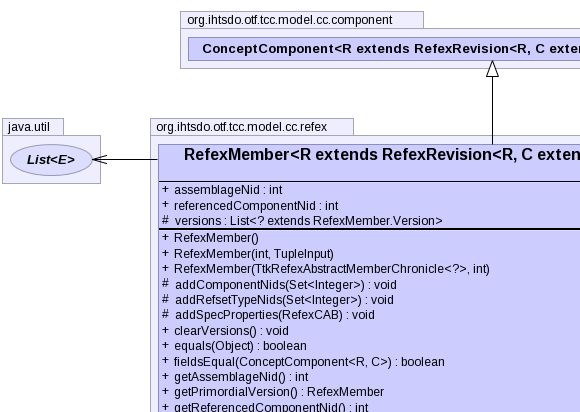 org.ihtsdo.otf.tcc.model.cc.component
ConceptComponent<R extends RefexRevision<R, C exte
java.util
List<E>
org.ihtsdo.otf.tcc.model.cc.refex
RefexMember<R extends RefexRevision<R, C exten
+ assemblageNid : int
+ referencedComponentNid : int
# versions : List<? extends RefexMember.Version>
+ RefexMember()
+ RefexMember(int, TupleInput)
+ RefexMember(TtkRefexAbstractMemberChronicle<?>, int)
# addComponentNids(Set<Integer>) : void
# addRefsetTypeNids(Set<Integer>) : void
# addSpecProperties(RefexCAB) : void
+ clearVersions() : void
+ equals(Object) : boolean
+ fieldsEqual(ConceptComponent<R, C>) : boolean
+ getAssemblageNid() : int
+ getPrimordialVersion() : RefexMember
+ getReferencedComponentNid() : int